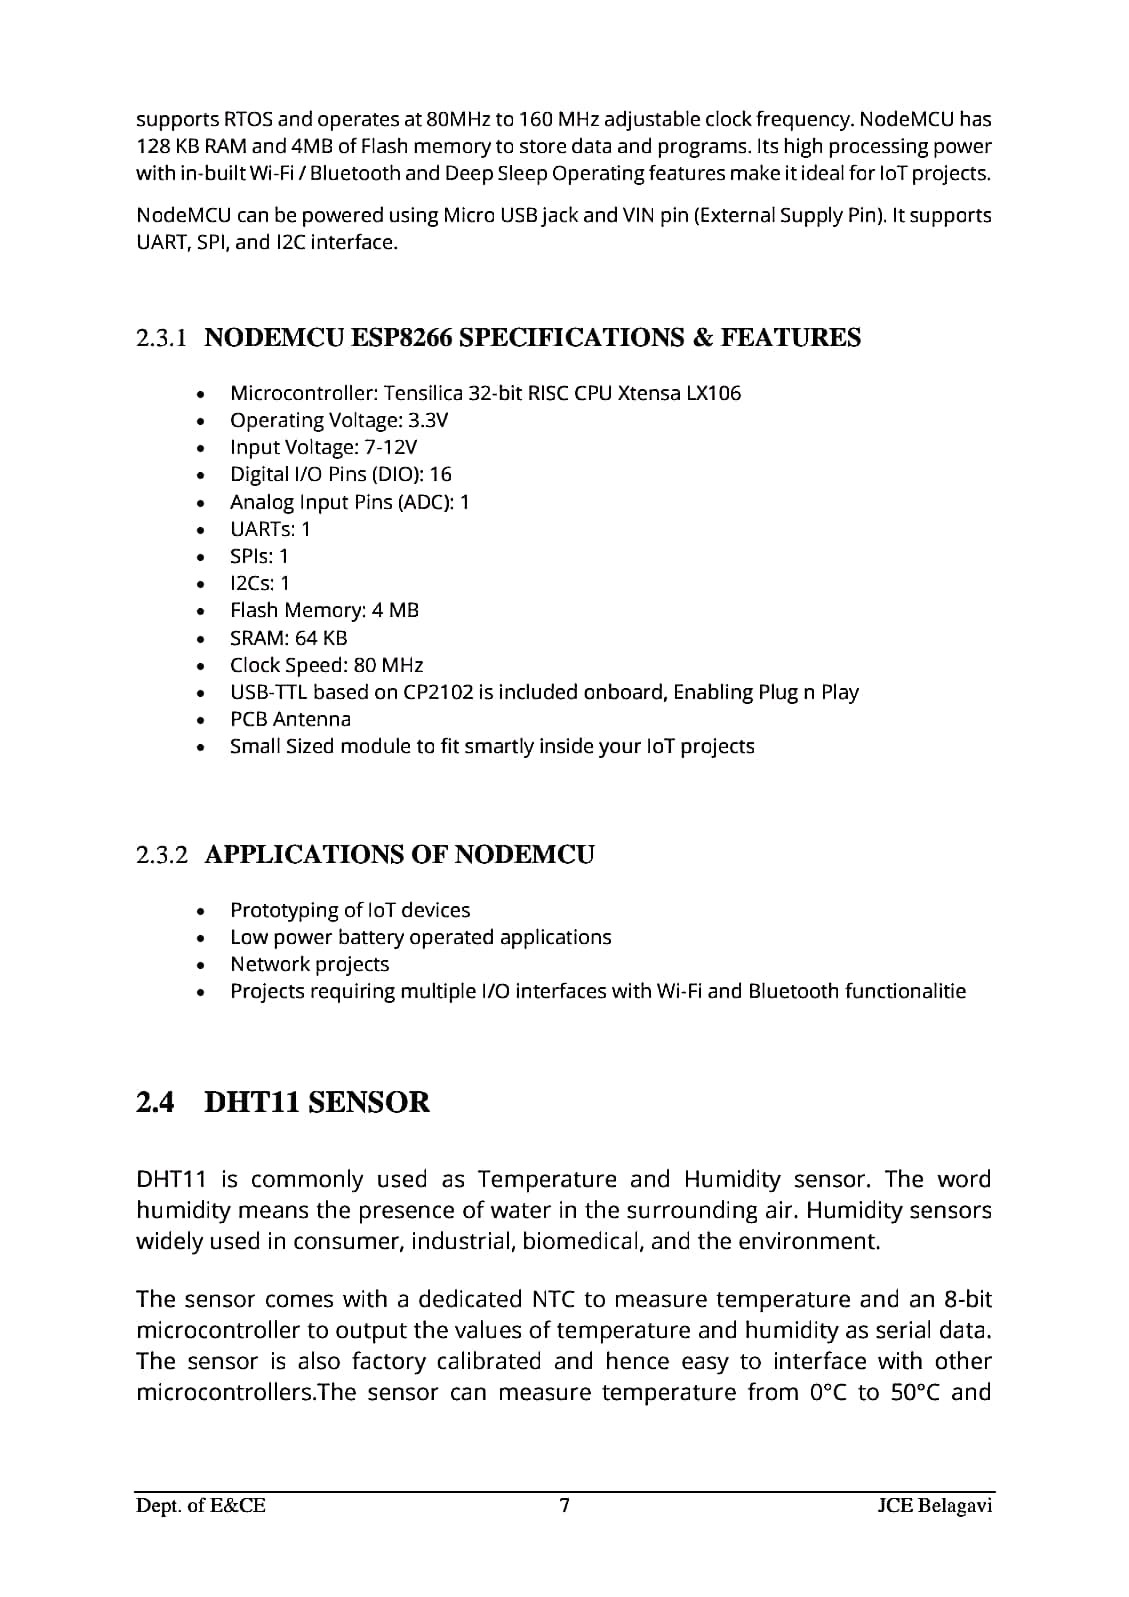 supports RTOS and operates at 80MHz to 160 MHz adjustable clock frequency. NodeMCU has
128 KB RAM and 4MB of Flash memory to store data and programs. Its high processing power
with in-built Wi-Fi / Bluetooth and Deep Sleep Operating features make it ideal for IoT projects.
NodeMCU can be powered using Micro USB jack and VIN pin (External Supply Pin). It supports
UART, SPI, and I2C interface.
2.3.1 NODEMCU ESP8266 SPECIFICATIONS & FEATURES
• Microcontroller: Tensilica 32-bit RISC CPU Xtensa LX106
• Operating Voltage: 3.3V
• Input Voltage: 7-12V
• Digital I/O Pins (DIO): 16
• Analog Input Pins (ADC): 1
• UARTs: 1
• SPIs: 1
• I2Cs: 1
• Flash Memory: 4 MB
• SRAM: 64 KB
• Clock Speed: 80 MHz
• USB-TTL based on CP2102 is included onboard, Enabling Plug n Play
• PCB Antenna
• Small Sized module to fit smartly inside your IoT projects
2.3.2 APPLICATIONS OF NODEMCU
• Prototyping of IoT devices
• Low power battery operated applications
• Network projects
• Projects requiring multiple I/O interfaces with Wi-Fi and Bluetooth functionalitie
2.4 DHT11 SENSOR
DHT11 is commonly used as Temperature and Humidity sensor. The word
humidity means the presence of water in the surrounding air. Humidity sensors
widely used in consumer, industrial, biomedical, and the environment.
The sensor comes with a dedicated NTC to measure temperature and an 8-bit
microcontroller to output the values of temperature and humidity as serial data.
The sensor is also factory calibrated and hence easy to interface with other
microcontrollers.The sensor can measure temperature from 0°C to 50°C and
Dept. of E&CE 7 JCE Belagavi